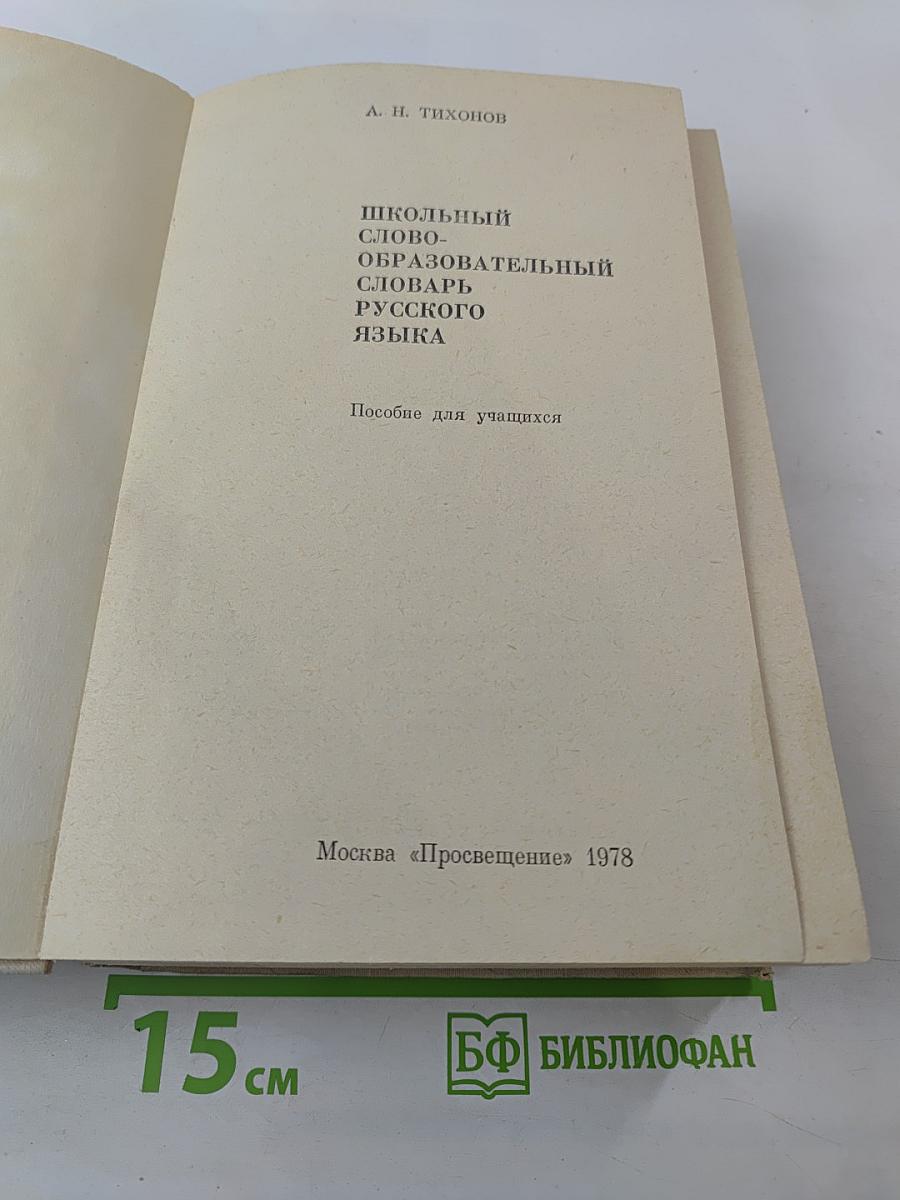 А. Н. ТИХОНОВ
ШКОЛЬНЫЙ
СЛОВО-
ОБРАЗОВАТЕЛЬНЫЙ
СЛОВАРЬ
РУССКОГО
ЯЗЫКА
Пособие для учащихся
Москва «Просвещение» 1978
15 см
БФ БИБЛИОФАН